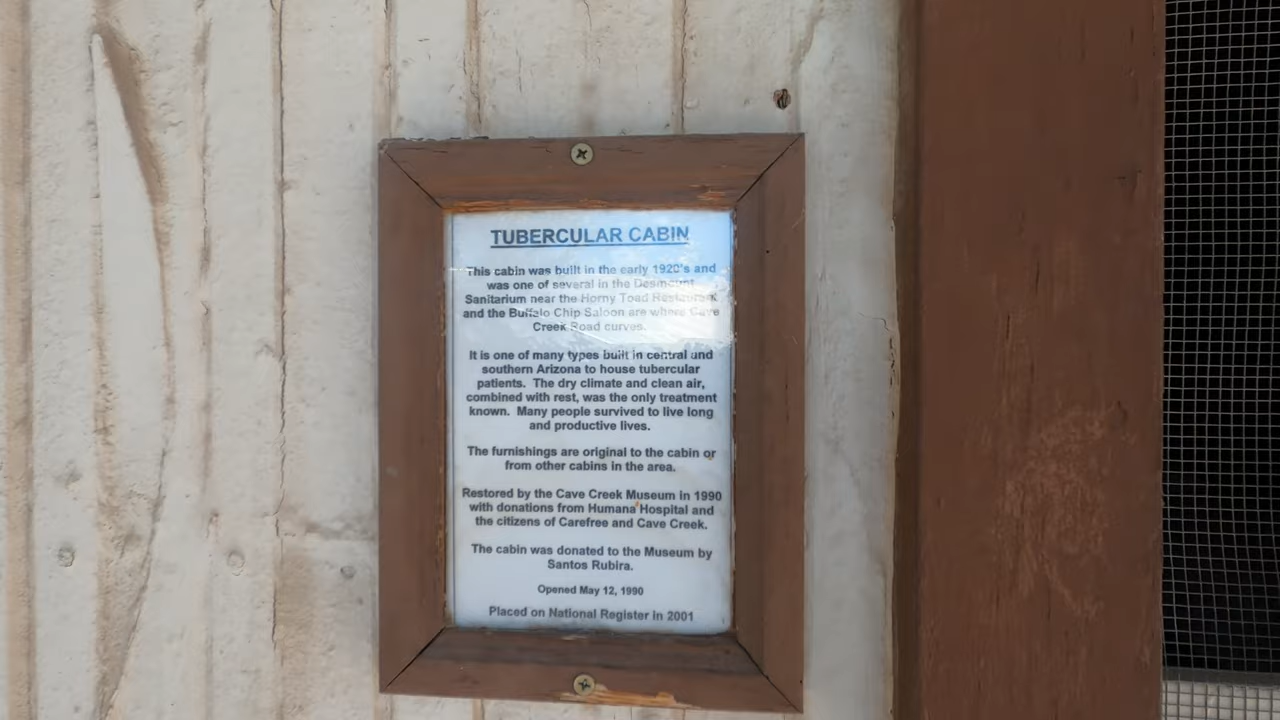 TUBERCULAR CABIN
This cabin was built in the early 1920's and
was one of several in the Desmount
Sanitarium near the Horny Toad Restaurant
and the Buffalo Chip Saloon are where Cave
Creek Road curves.
It is one of many types built in central and
southern Arizona to house tubercular
patients. The dry climate and clean air,
combined with rest, was the only treatment
known. Many people survived to live long
and productive lives.
The furnishings are original to the cabin or
from other cabins in the area.
Restored by the Cave Creek Museum in 1990
with donations from Humana Hospital and
the citizens of Carefree and Cave Creek.
The cabin was donated to the Museum by
Santos Rubira.
Opened May 12, 1990
Placed on National Register in 2001